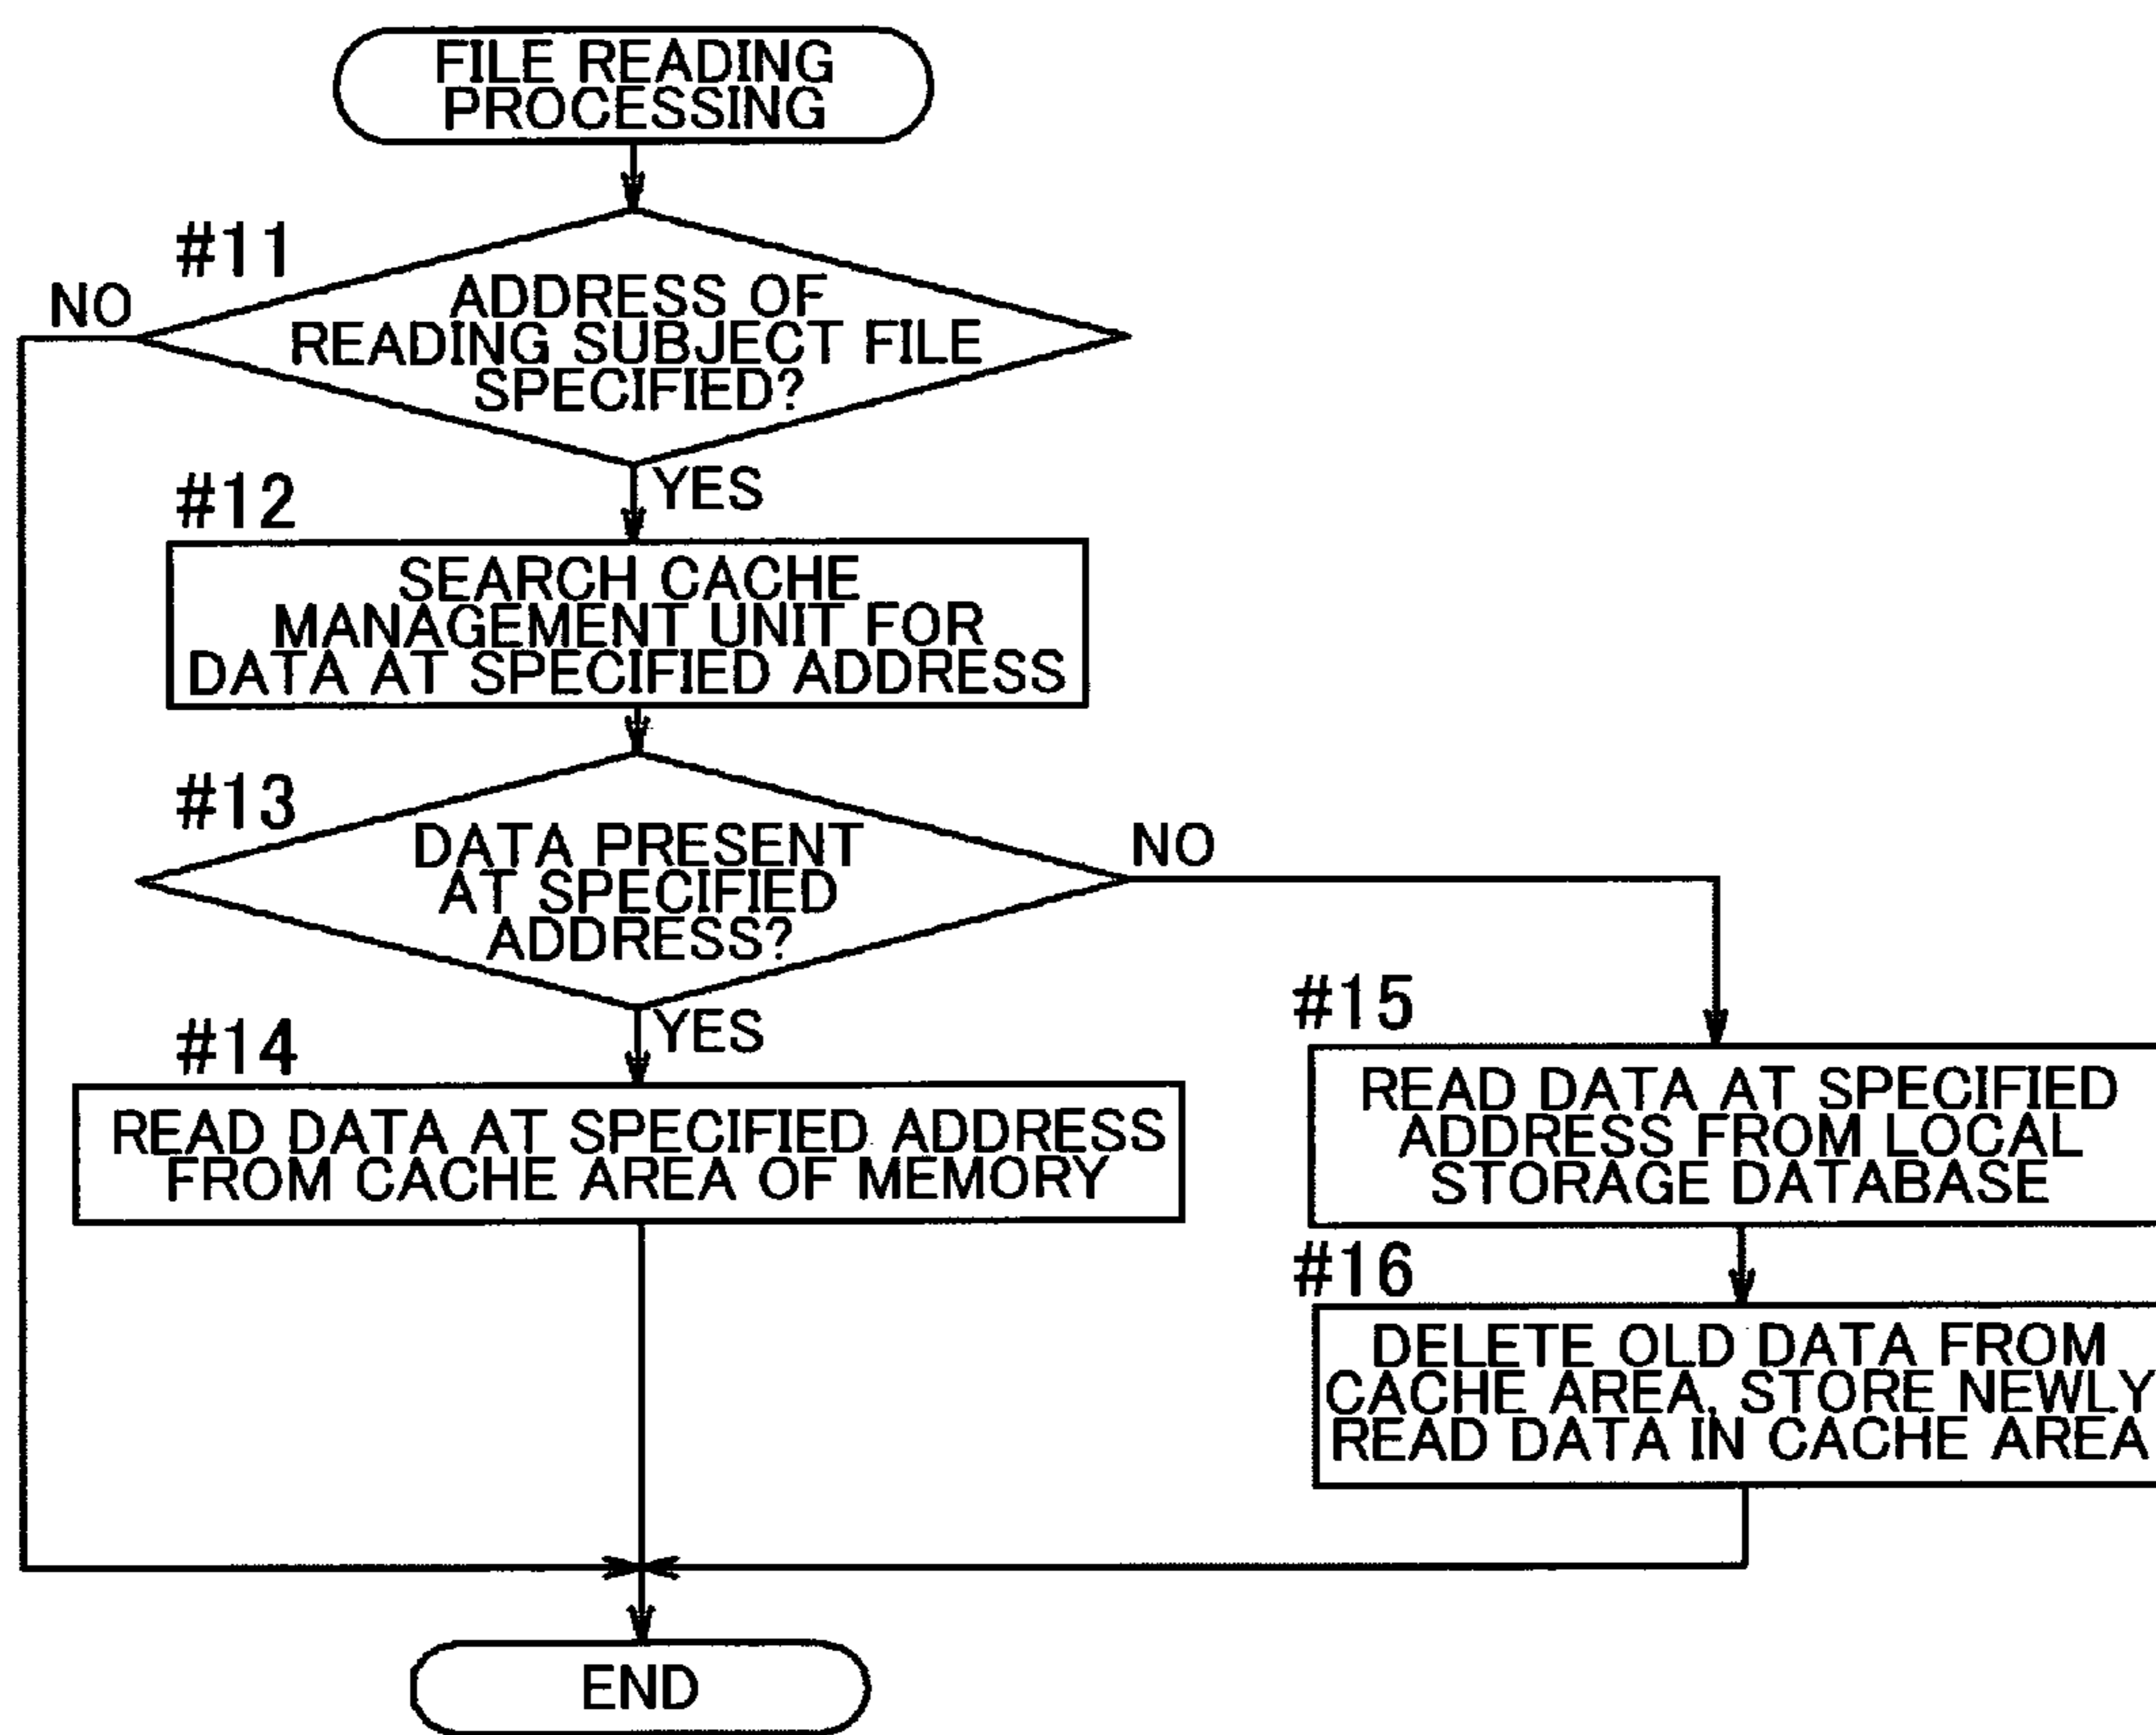 FILE READING
PROCESSING
#11
NO
ADDRESS OF
READING SUBJECT FILE
SPECIFIED?
YES
#12
SEARCH CACHE
MANAGEMENT UNIT FOR
DATA AT SPECIFIED ADDRESS
#13
DATA PRESENT
AT SPECIFIED
ADDRESS?
NO
YES
#14
READ DATA AT SPECIFIED ADDRESS
FROM CACHE AREA OF MEMORY
#15
READ DATA AT SPECIFIED
ADDRESS FROM LOCAL
STORAGE DATABASE
#16
DELETE OLD DATA FROM
CACHE AREA, STORE NEWLY
READ DATA IN CACHE AREA
END